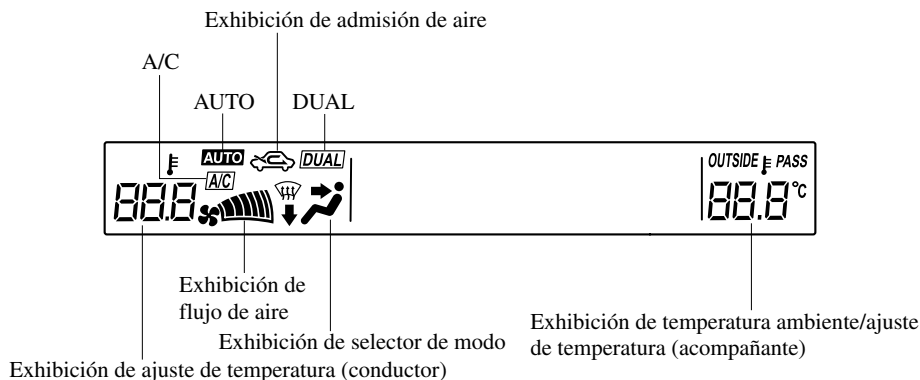 Exhibición de admisión de aire
A/C
AUTO DUAL
AUTO DUAL OUTSIDE PASS
A/C
88.8 88.8 °C
Exhibición de
flujo de aire
Exhibición de selector de modo
Exhibición de ajuste de temperatura (conductor)
Exhibición de temperatura ambiente/ajuste
de temperatura (acompañante)